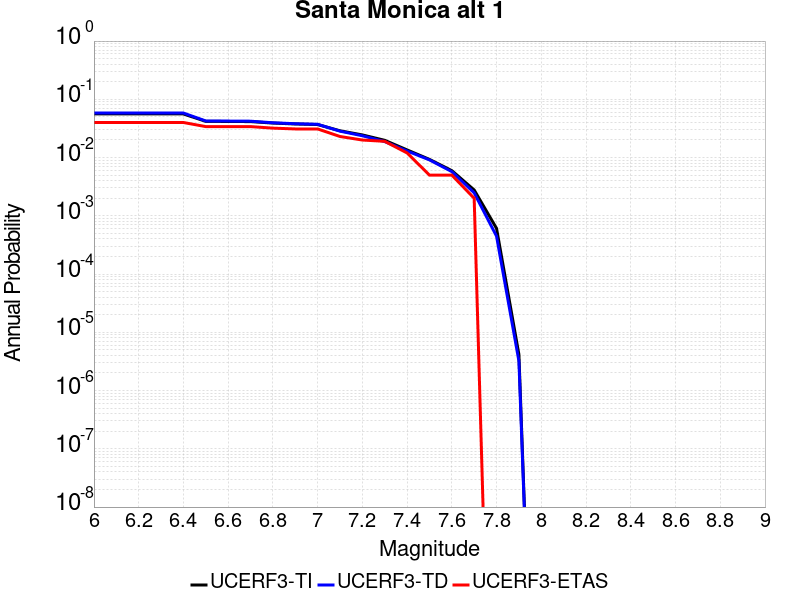 Santa Monica alt 1
10^0
10^-1
10^-2
10^-3
10^-4
10^-5
10^-6
10^-7
10^-8
Annual Probability
6 6.2 6.4 6.6 6.8 7 7.2 7.4 7.6 7.8 8 8.2 8.4 8.6 8.8 9
Magnitude
UCERF3-TI UCERF3-TD UCERF3-ETAS